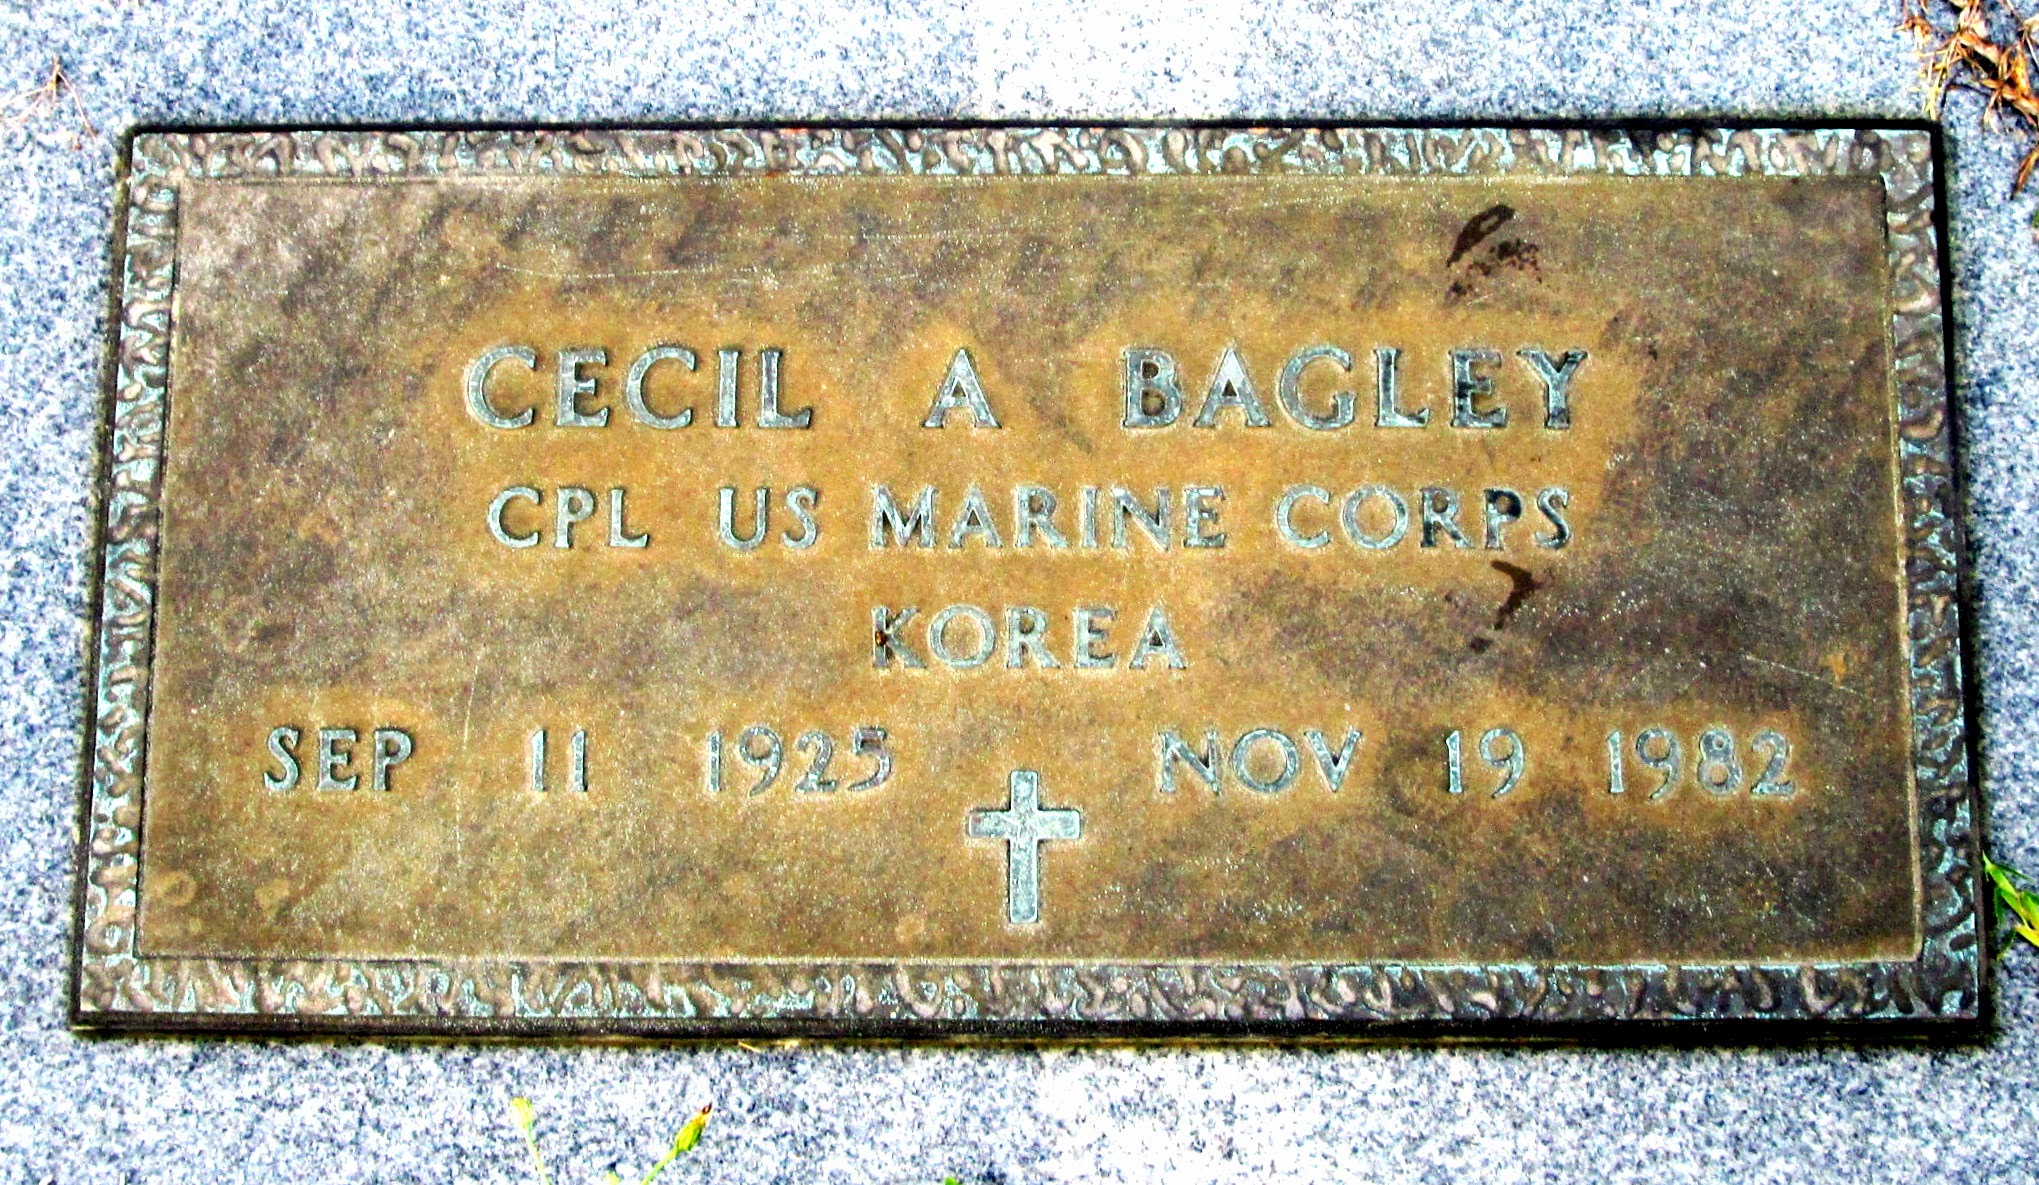 CECIL A BAGLEY
CPL US MARINE CORPS
KOREA
SEP 11 1925 NOV 19 1982